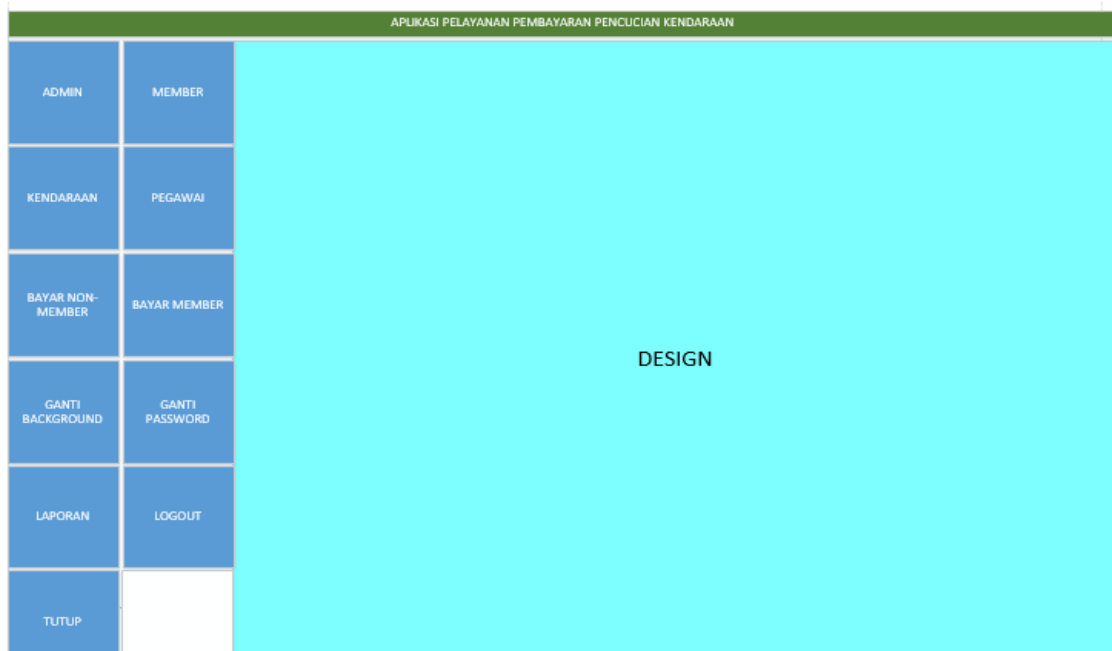 APLIKASI PELAYANAN PEMBAYARAN PENCUCIAN KENDARAAN
ADMIN
MEMBER
KENDARAAN
PEGAWAI
BAYAR NON-
MEMBER
BAYAR MEMBER
DESIGN
GANTI
BACKGROUND
GANTI
PASSWORD
LAPORAN
LOGOUT
TUTUP